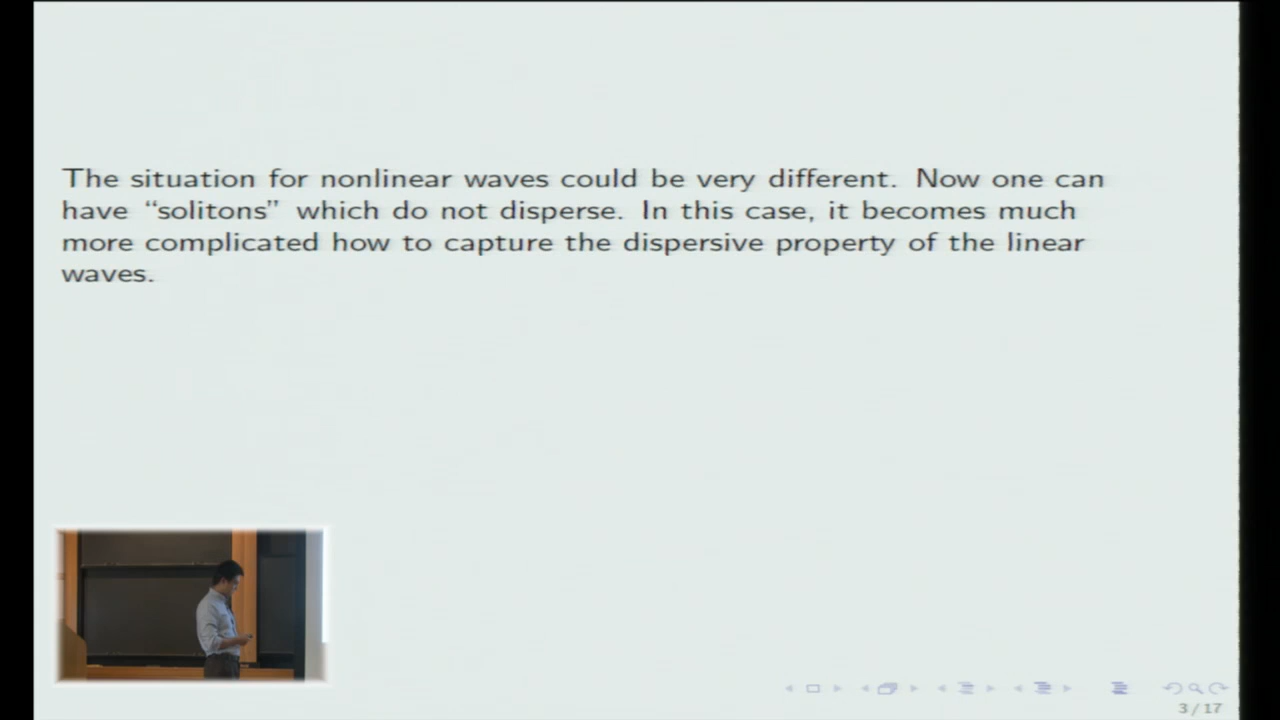 The situation for nonlinear waves could be very different. Now one can
have “solitons” which do not disperse. In this case, it becomes much
more complicated how to capture the dispersive property of the linear
waves.
3 / 17